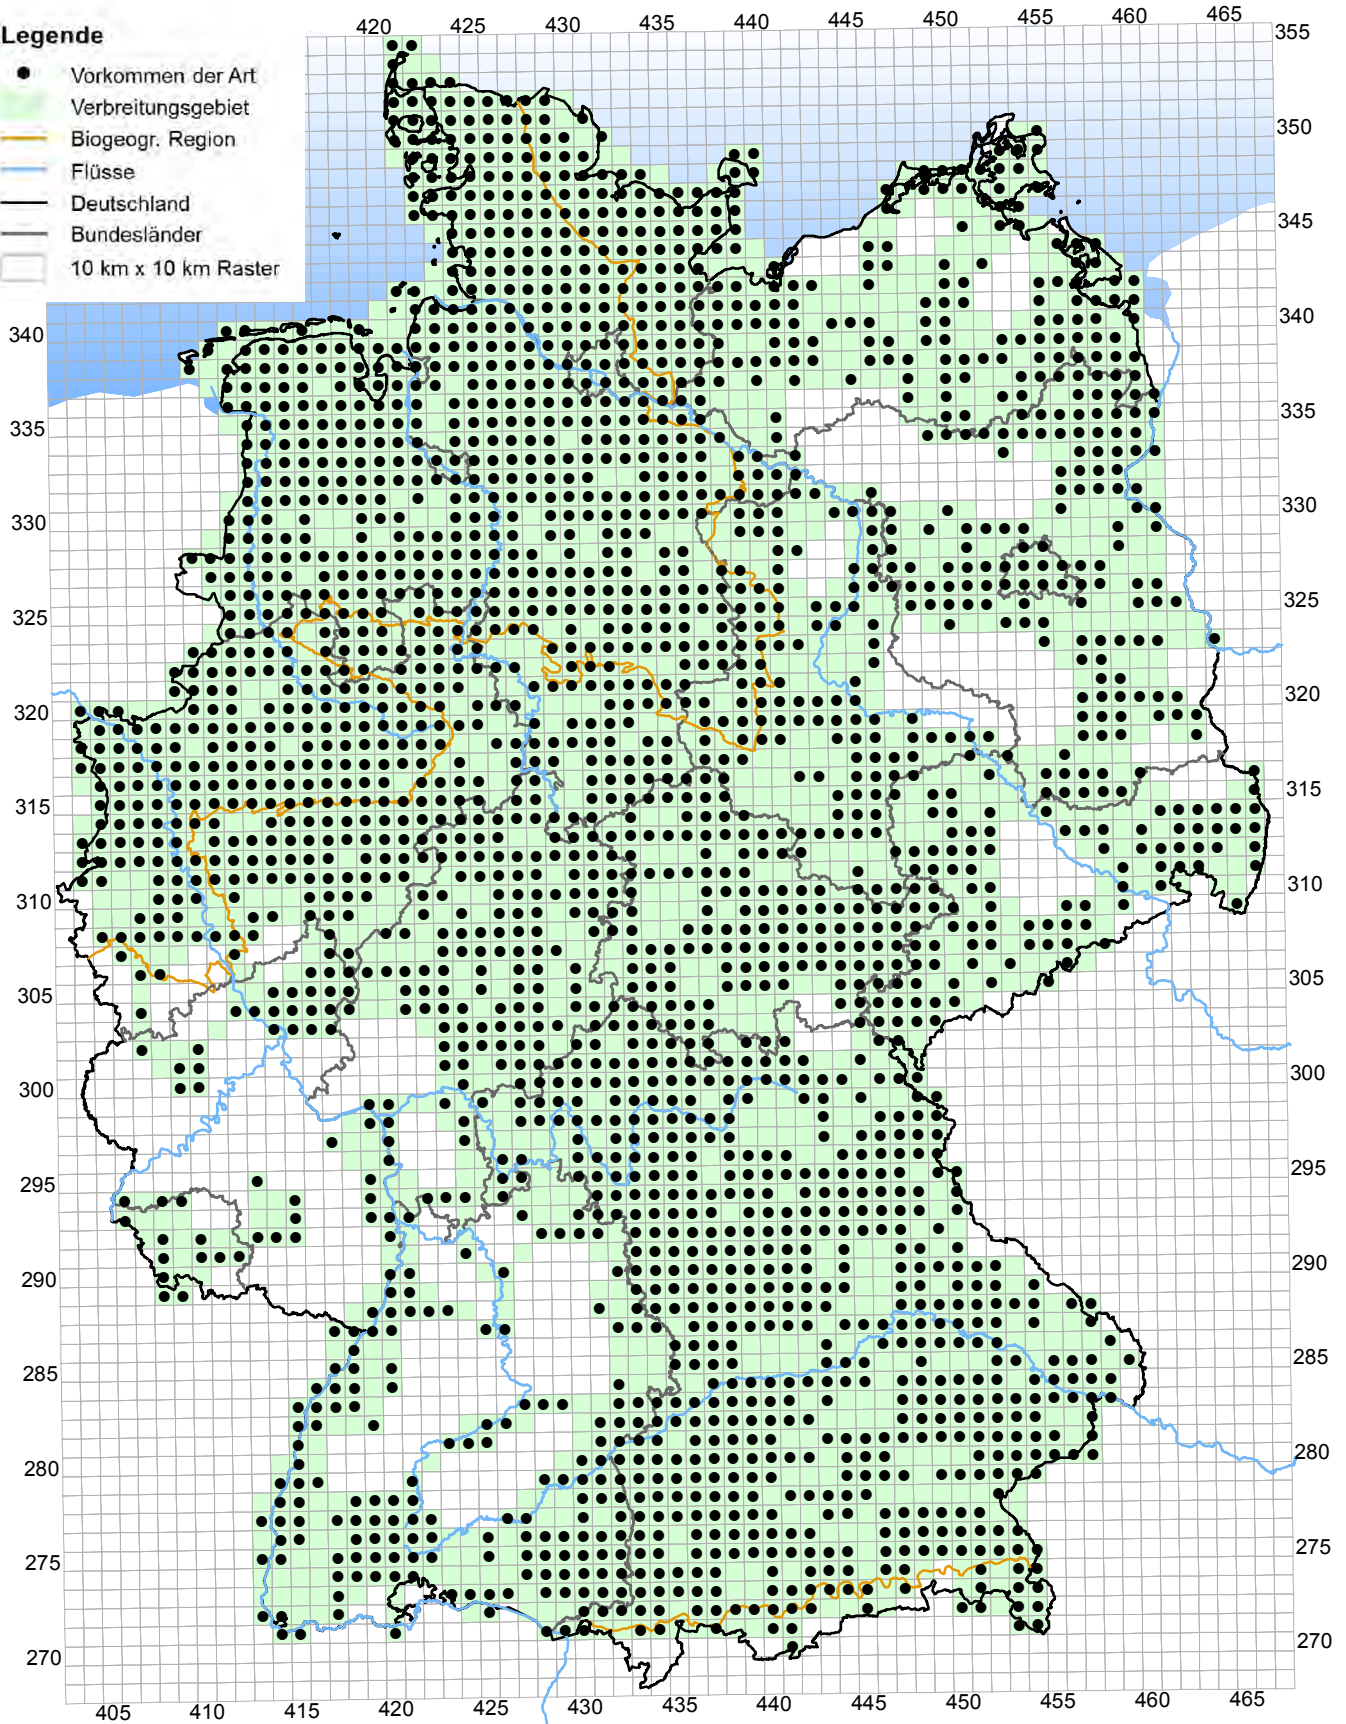 420 425 430 435 440 445 450 455 460 465
355
Legende
Vorkommen der Art
Verbreitungsgebiet
Biogeogr. Region
Flüsse
Deutschland
Bundesländer
10 km x 10 km Raster
350
345
340 340
335 335
330 330
325 325
320 320
315 315
310 310
305 305
300 300
295 295
290 290
285 285
280 280
275 275
270 270
405 410 415 420 425 430 435 440 445 450 455 460 465